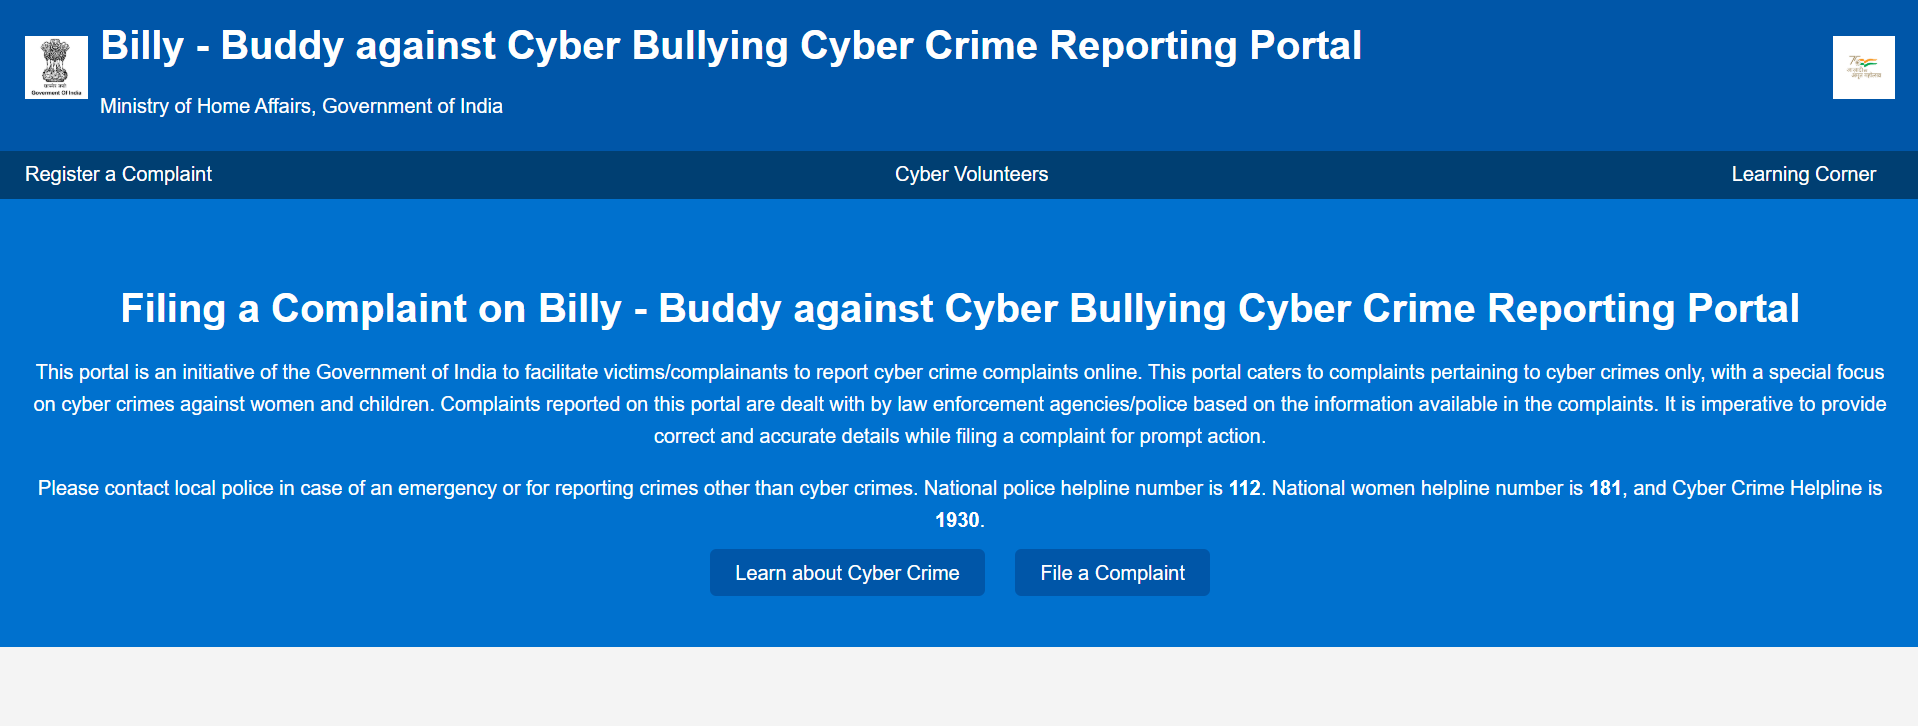 Billy - Buddy against Cyber Bullying Cyber Crime Reporting Portal
Government Of India
Ministry of Home Affairs, Government of India
Register a Complaint
Cyber Volunteers
Learning Corner
Filing a Complaint on Billy - Buddy against Cyber Bullying Cyber Crime Reporting Portal
This portal is an initiative of the Government of India to facilitate victims/complainants to report cyber crime complaints online. This portal caters to complaints pertaining to cyber crimes only, with a special focus
on cyber crimes against women and children. Complaints reported on this portal are dealt with by law enforcement agencies/police based on the information available in the complaints. It is imperative to provide
correct and accurate details while filing a complaint for prompt action.
Please contact local police in case of an emergency or for reporting crimes other than cyber crimes. National police helpline number is 112. National women helpline number is 181, and Cyber Crime Helpline is
1930.
Learn about Cyber Crime
File a Complaint